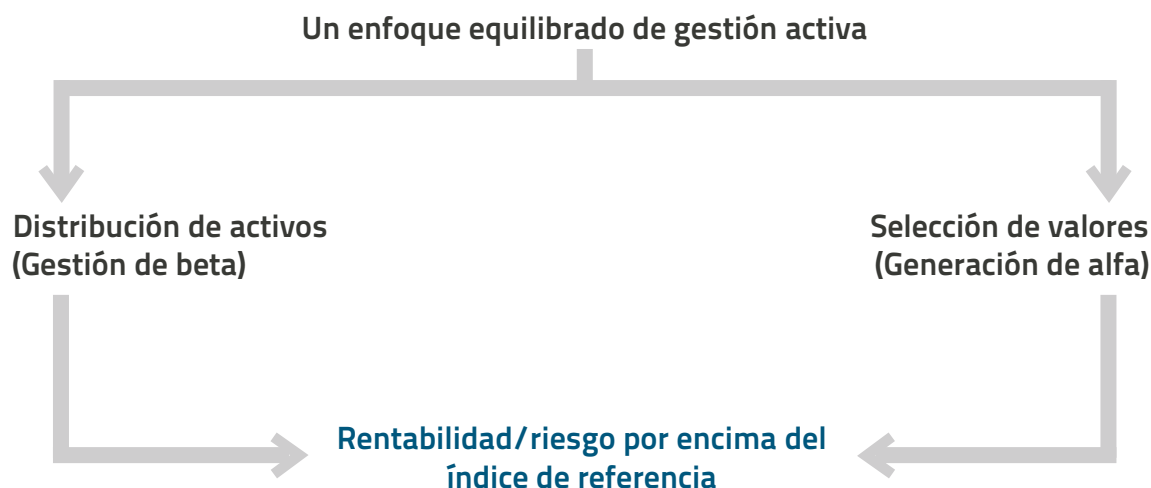 Un enfoque equilibrado de gestión activa
Distribución de activos
(Gestión de beta)
Selección de valores
(Generación de alfa)
Rentabilidad/riesgo por encima del
índice de referencia